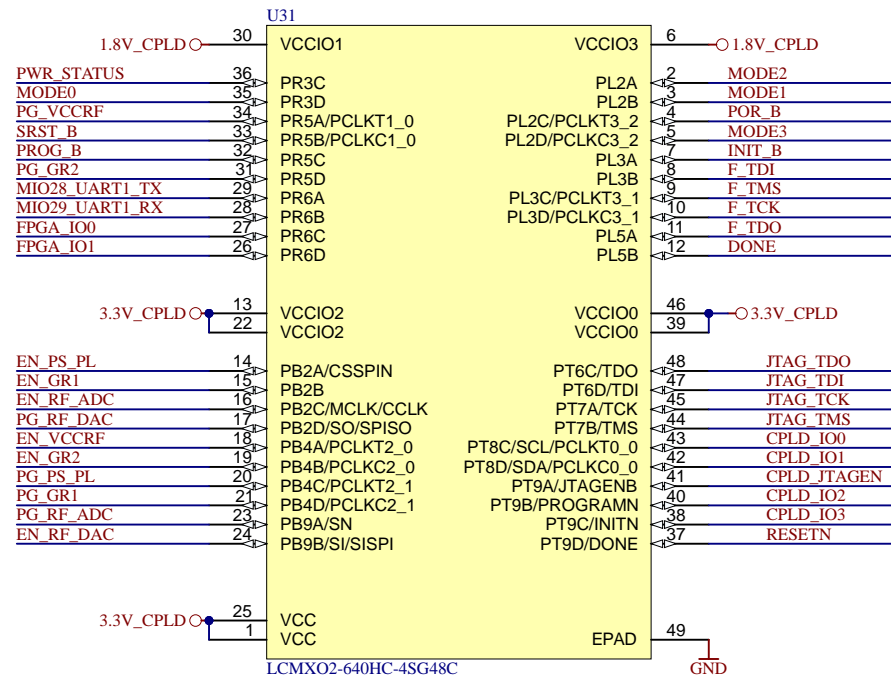 U31
1.8V_CPLD 30 VCCIO1 VCCIO3 6 1.8V_CPLD
PWR_STATUS 36 PR3C PL2A 2 MODE2
MODE0 35 PR3D PL2B 3 MODE1
PG_VCCRF 34 PR5A/PCLKT1_0 PL2C/PCLKT3_2 4 POR_B
SRST_B 33 PR5B/PCLKC1_0 PL2D/PCLKC3_2 5 MODE3
PROG_B 32 PR5C PL3A 7 INIT_B
PG_GR2 31 PR5D PL3B 8 F_TDI
MIO28_UART1_TX 29 PR6A PL3C/PCLKT3_1 9 F_TMS
MIO29_UART1_RX 28 PR6B PL3D/PCLKC3_1 10 F_TCK
FPGA_IO0 27 PR6C PL5A 11 F_TDO
FPGA_IO1 26 PR6D PL5B 12 DONE
3.3V_CPLD 13 VCCIO2 VCCIO0 46 3.3V_CPLD
22 VCCIO2 VCCIO0 39
EN_PS_PL 14 PB2A/CSSPIN PT6C/TDO 48 JTAG_TDO
EN_GR1 15 PB2B PT6D/TDI 47 JTAG_TDI
EN_RF_ADC 16 PB2C/MCLK/CCLK PT7A/TCK 45 JTAG_TCK
PG_RF_DAC 17 PB2D/SO/SPISO PT7B/TMS 44 JTAG_TMS
EN_VCCRF 18 PB4A/PCLKT2_0 PT8C/SCL/PCLKT0_0 43 CPLD_IO0
EN_GR2 19 PB4B/PCLKC2_0 PT8D/SDA/PCLKC0_0 42 CPLD_IO1
PG_PS_PL 20 PB4C/PCLKT2_1 PT9A/JTAGENB 41 CPLD_JTAGEN
PG_GR1 21 PB4D/PCLKC2_1 PT9B/PROGRAMN 40 CPLD_IO2
PG_RF_ADC 23 PB9A/SN PT9C/INITN 38 CPLD_IO3
EN_RF_DAC 24 PB9B/SI/SISPI PT9D/DONE 37 RESETN
3.3V_CPLD 25 VCC
1 VCC EPAD 49
LCMXO2-640HC-4SG48C GND